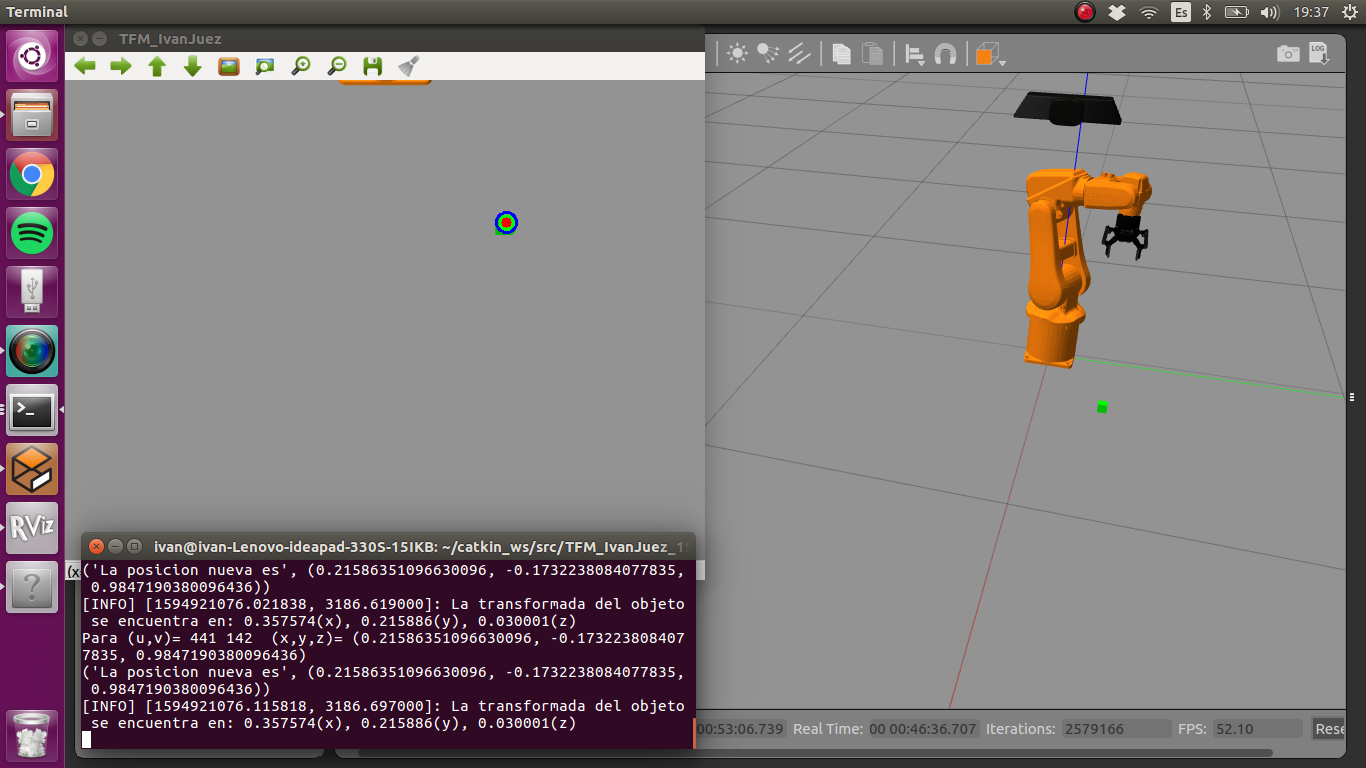 Terminal
Es
19:37
TFM_IvanJuez
LOG
RViz
ivan@ivan-Lenovo-ideapad-330S-15IKB: ~/catkin_ws/src/TFM_IvanJuez_1
(x
('La posicion nueva es', (0.21586351096630096, -0.1732238084077835,
0.9847190380096436))
[INFO] [1594921076.021838, 3186.619000]: La transformada del objeto
se encuentra en: 0.357574(x), 0.215886(y), 0.030001(z)
Para (u,v)= 441 142  (x,y,z)= (0.21586351096630096, -0.173223808407
7835, 0.9847190380096436)
('La posicion nueva es', (0.21586351096630096, -0.1732238084077835,
0.9847190380096436))
[INFO] [1594921076.115818, 3186.697000]: La transformada del objeto
se encuentra en: 0.357574(x), 0.215886(y), 0.030001(z)
00:53:06.739 Real Time: 00 00:46:36.707 Iterations: 2579166 FPS: 52.10 Rese